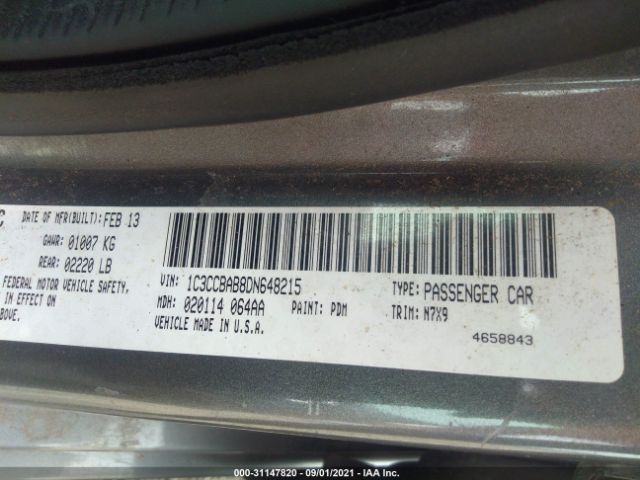 C DATE OF MFR(BUILT): FEB 13
GAWR: 01007 KG
REAR: 02220 LB
FEDERAL MOTOR VEHICLE SAFETY,
IN EFFECT ON
ABOVE.
VIN: 1C3CCBAB8DN648215 TYPE: PASSENGER CAR
MDH: 020114 064AA PAINT: PDM TRIM: N7X9
VEHICLE MADE IN U.S.A. 4658843
000-31147820 - 09/01/2021 - IAA Inc.